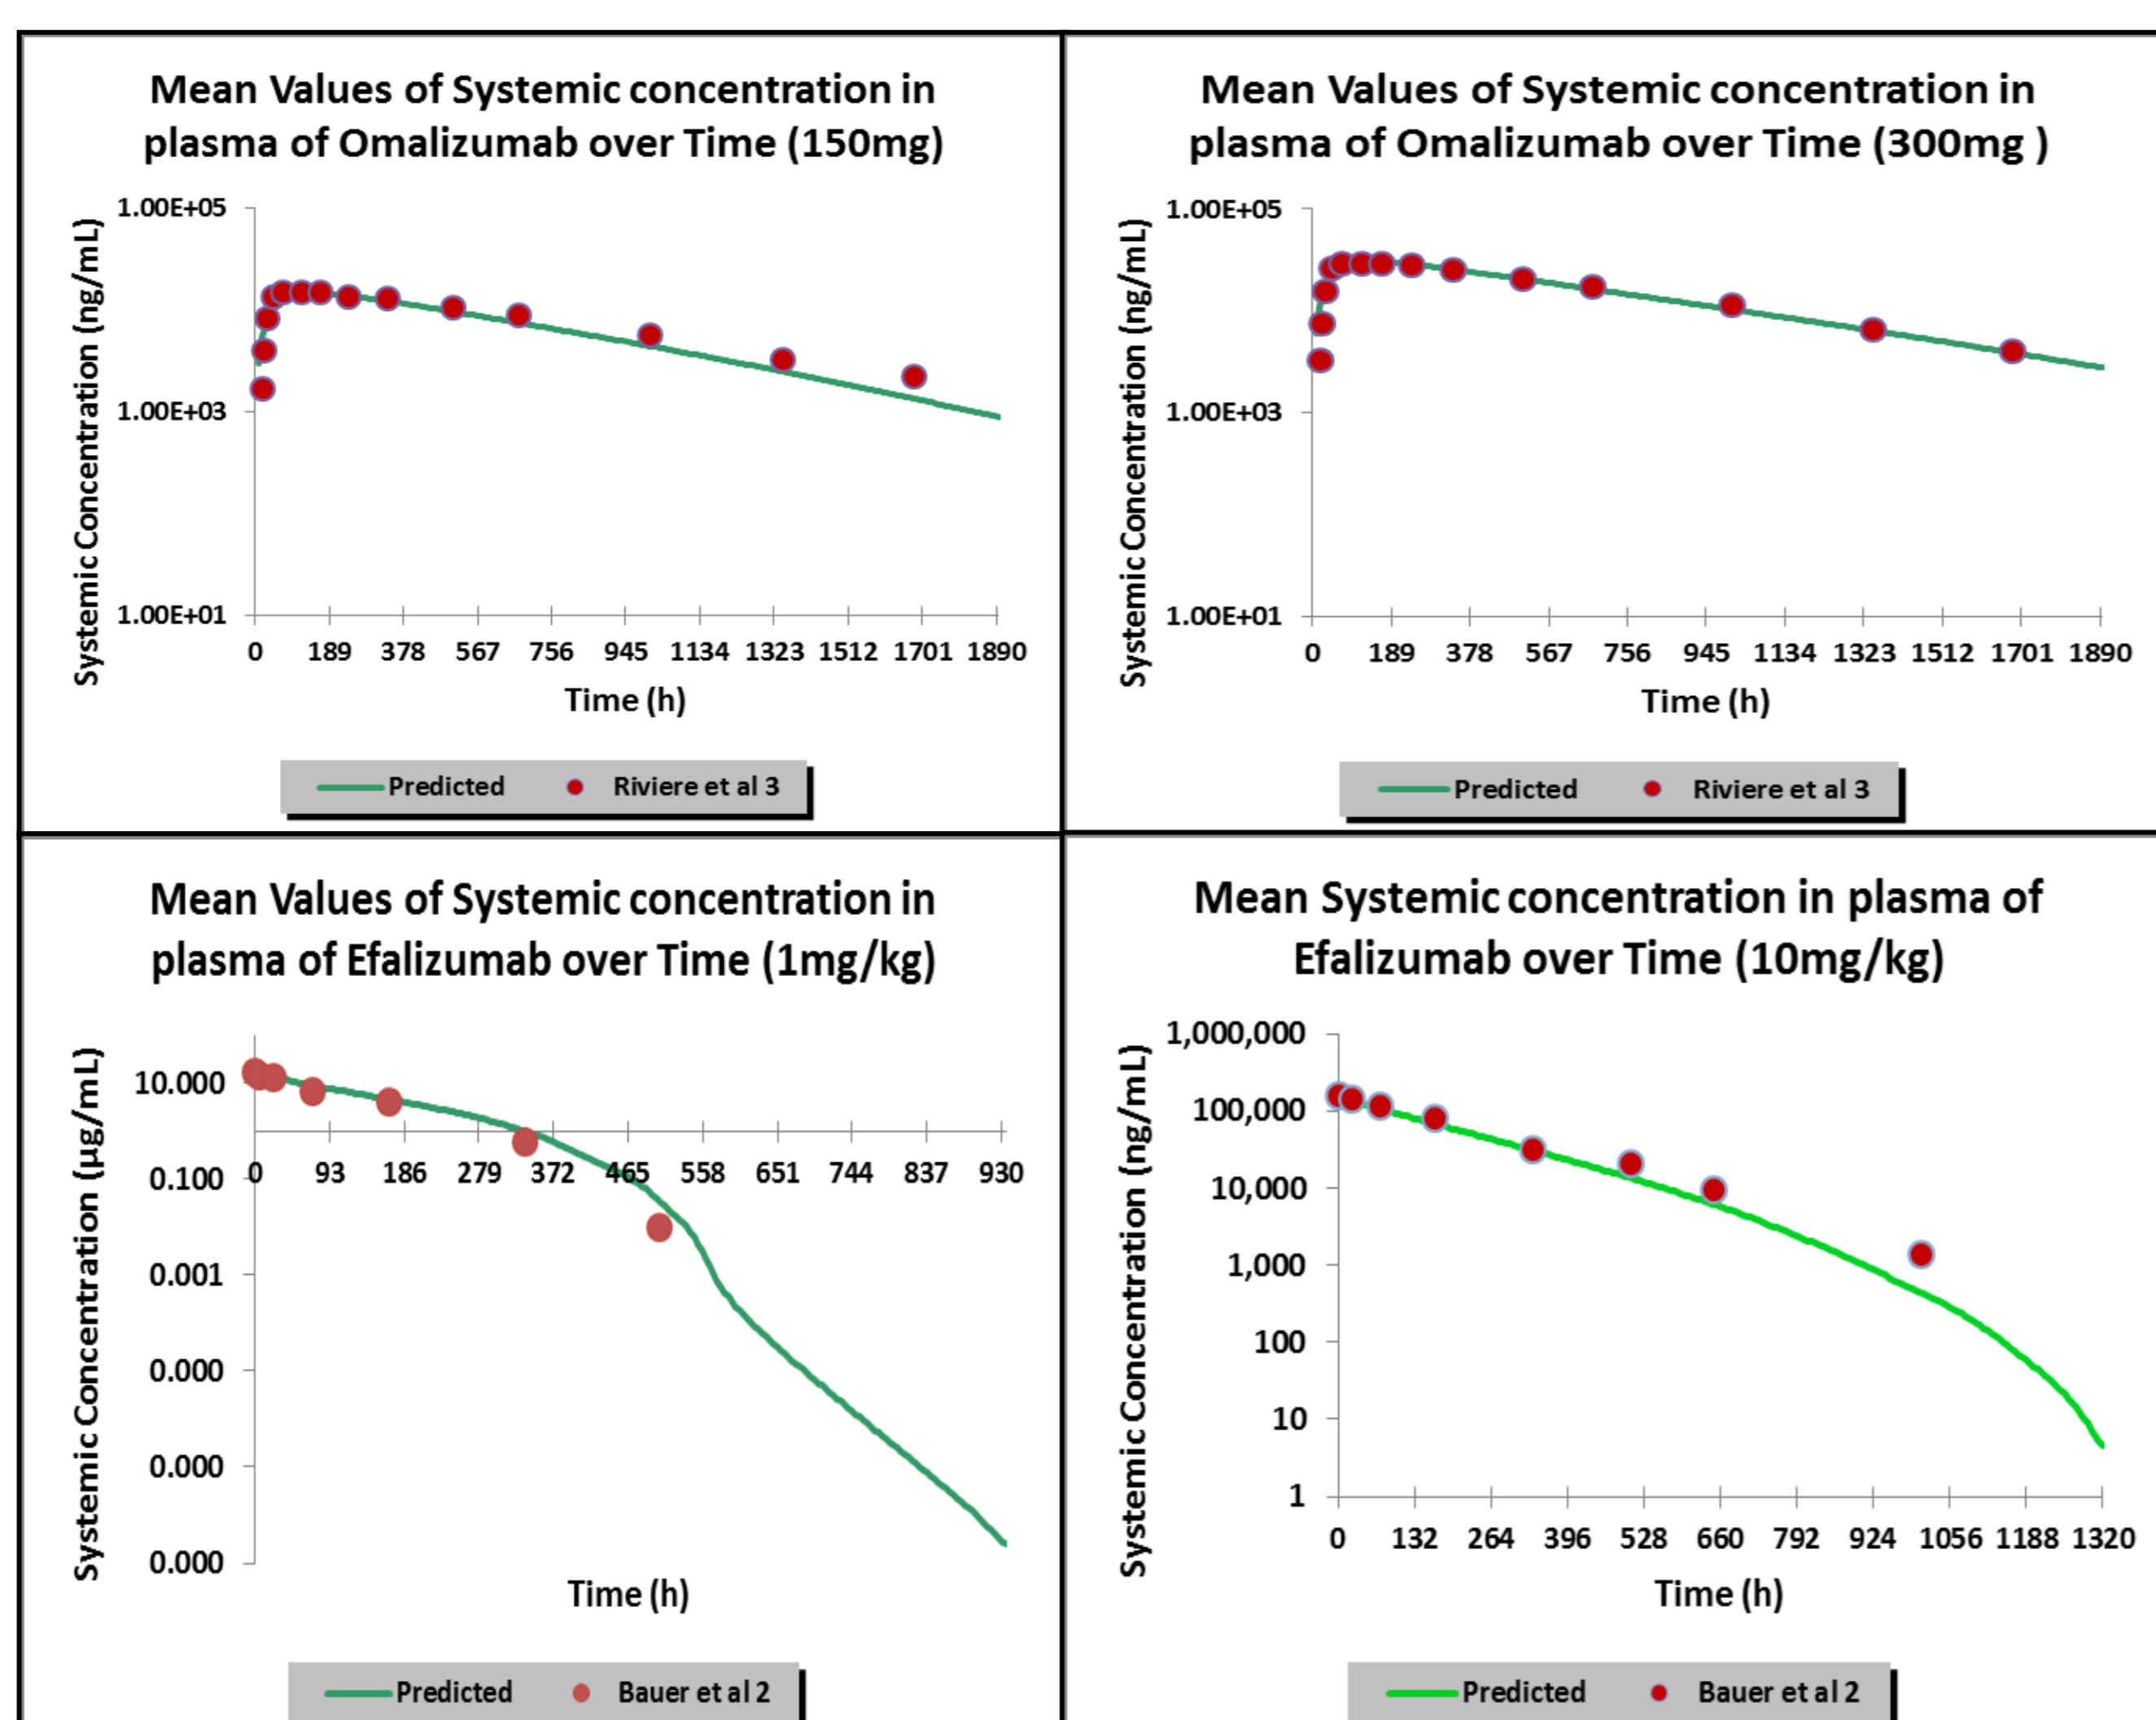 Mean Values of Systemic concentration in
plasma of Omalizumab over Time (150mg)
Systemic Concentration (ng/mL)
1.00E+05
1.00E+03
1.00E+01
0 189 378 567 756 945 1134 1323 1512 1701 1890
Time (h)
Predicted Riviere et al 3
Mean Values of Systemic concentration in
plasma of Omalizumab over Time (300mg )
Systemic Concentration (ng/mL)
1.00E+05
1.00E+03
1.00E+01
0 189 378 567 756 945 1134 1323 1512 1701 1890
Time (h)
Predicted Riviere et al 3
Mean Values of Systemic concentration in
plasma of Efalizumab over Time (1mg/kg)
Systemic Concentration (µg/mL)
10.000
0.100
0.001
0.000
0.000
0.000
0 93 186 279 372 465 558 651 744 837 930
Time (h)
Predicted Bauer et al 2
Mean Systemic concentration in plasma of
Efalizumab over Time (10mg/kg)
Systemic Concentration (ng/mL)
1,000,000
100,000
10,000
1,000
100
10
1
0 132 264 396 528 660 792 924 1056 1188 1320
Time (h)
Predicted Bauer et al 2